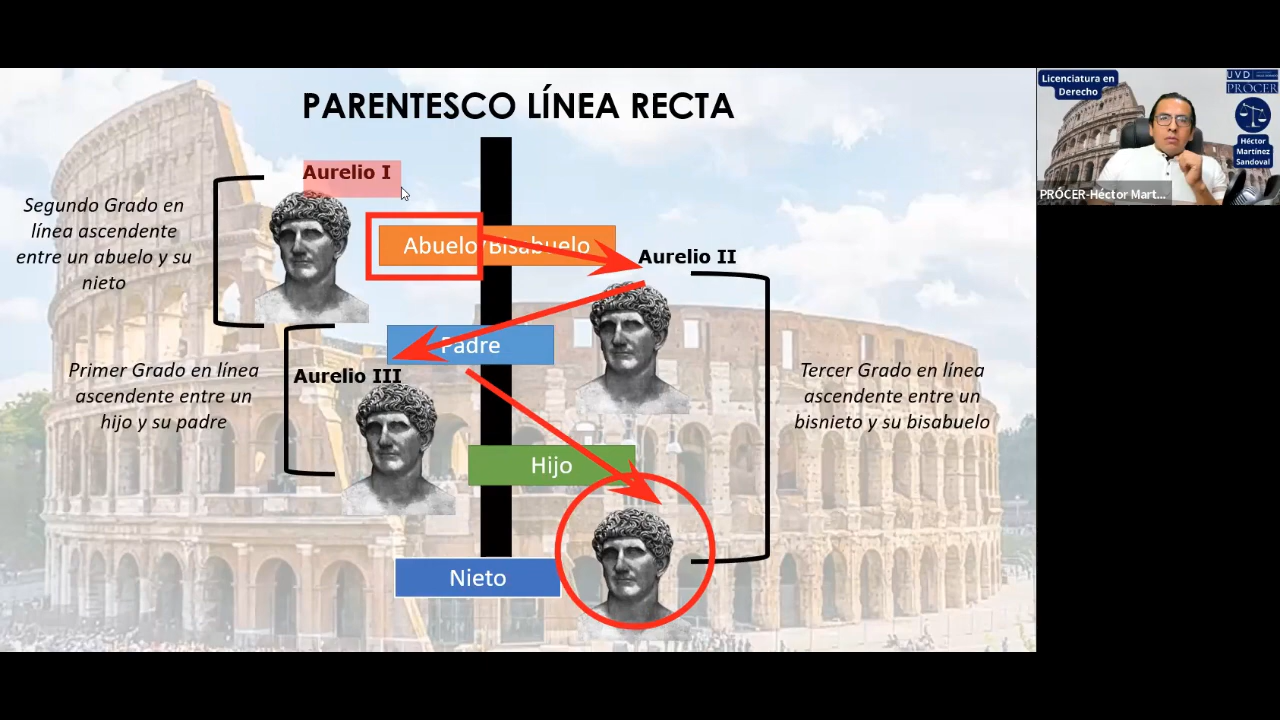 PARENTESCO LÍNEA RECTA
Aurelio I
Segundo Grado en
línea ascendente
entre un abuelo y su
nieto
Abuelo/Bisabuelo
Aurelio II
Padre
Primer Grado en línea
ascendente entre un
hijo y su padre
Aurelio III
Tercer Grado en línea
ascendente entre un
bisnieto y su bisabuelo
Hijo
Nieto
Licenciatura en
Derecho
UVD
PRÓCER
Héctor
Martínez
Sandoval
PRÓCER-Héctor Mart...